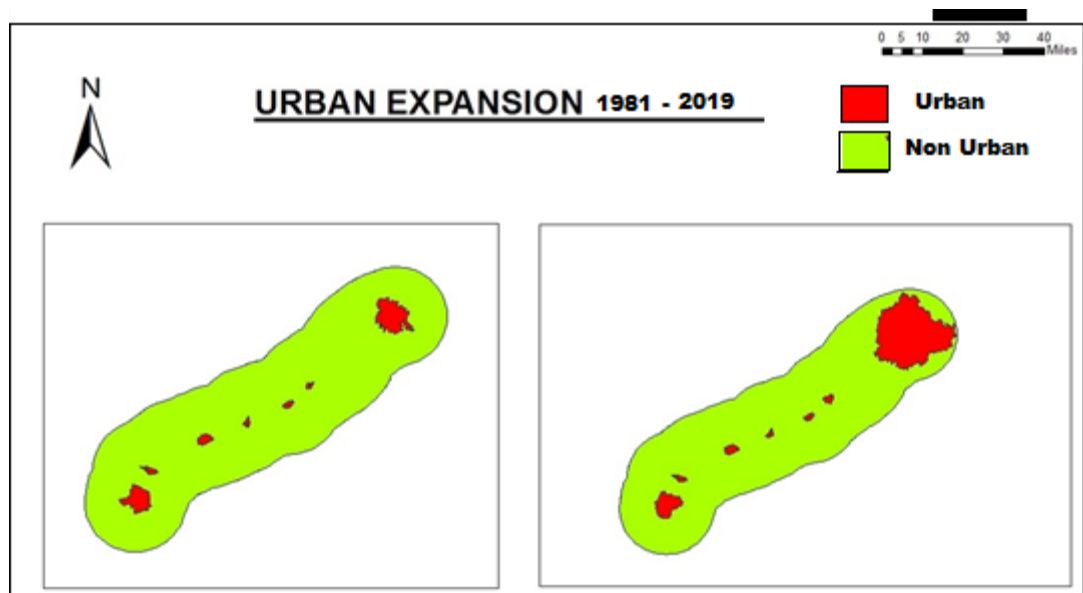 0 5 10 20 30 40
Miles
N
URBAN EXPANSION 1981 - 2019
Urban
Non Urban